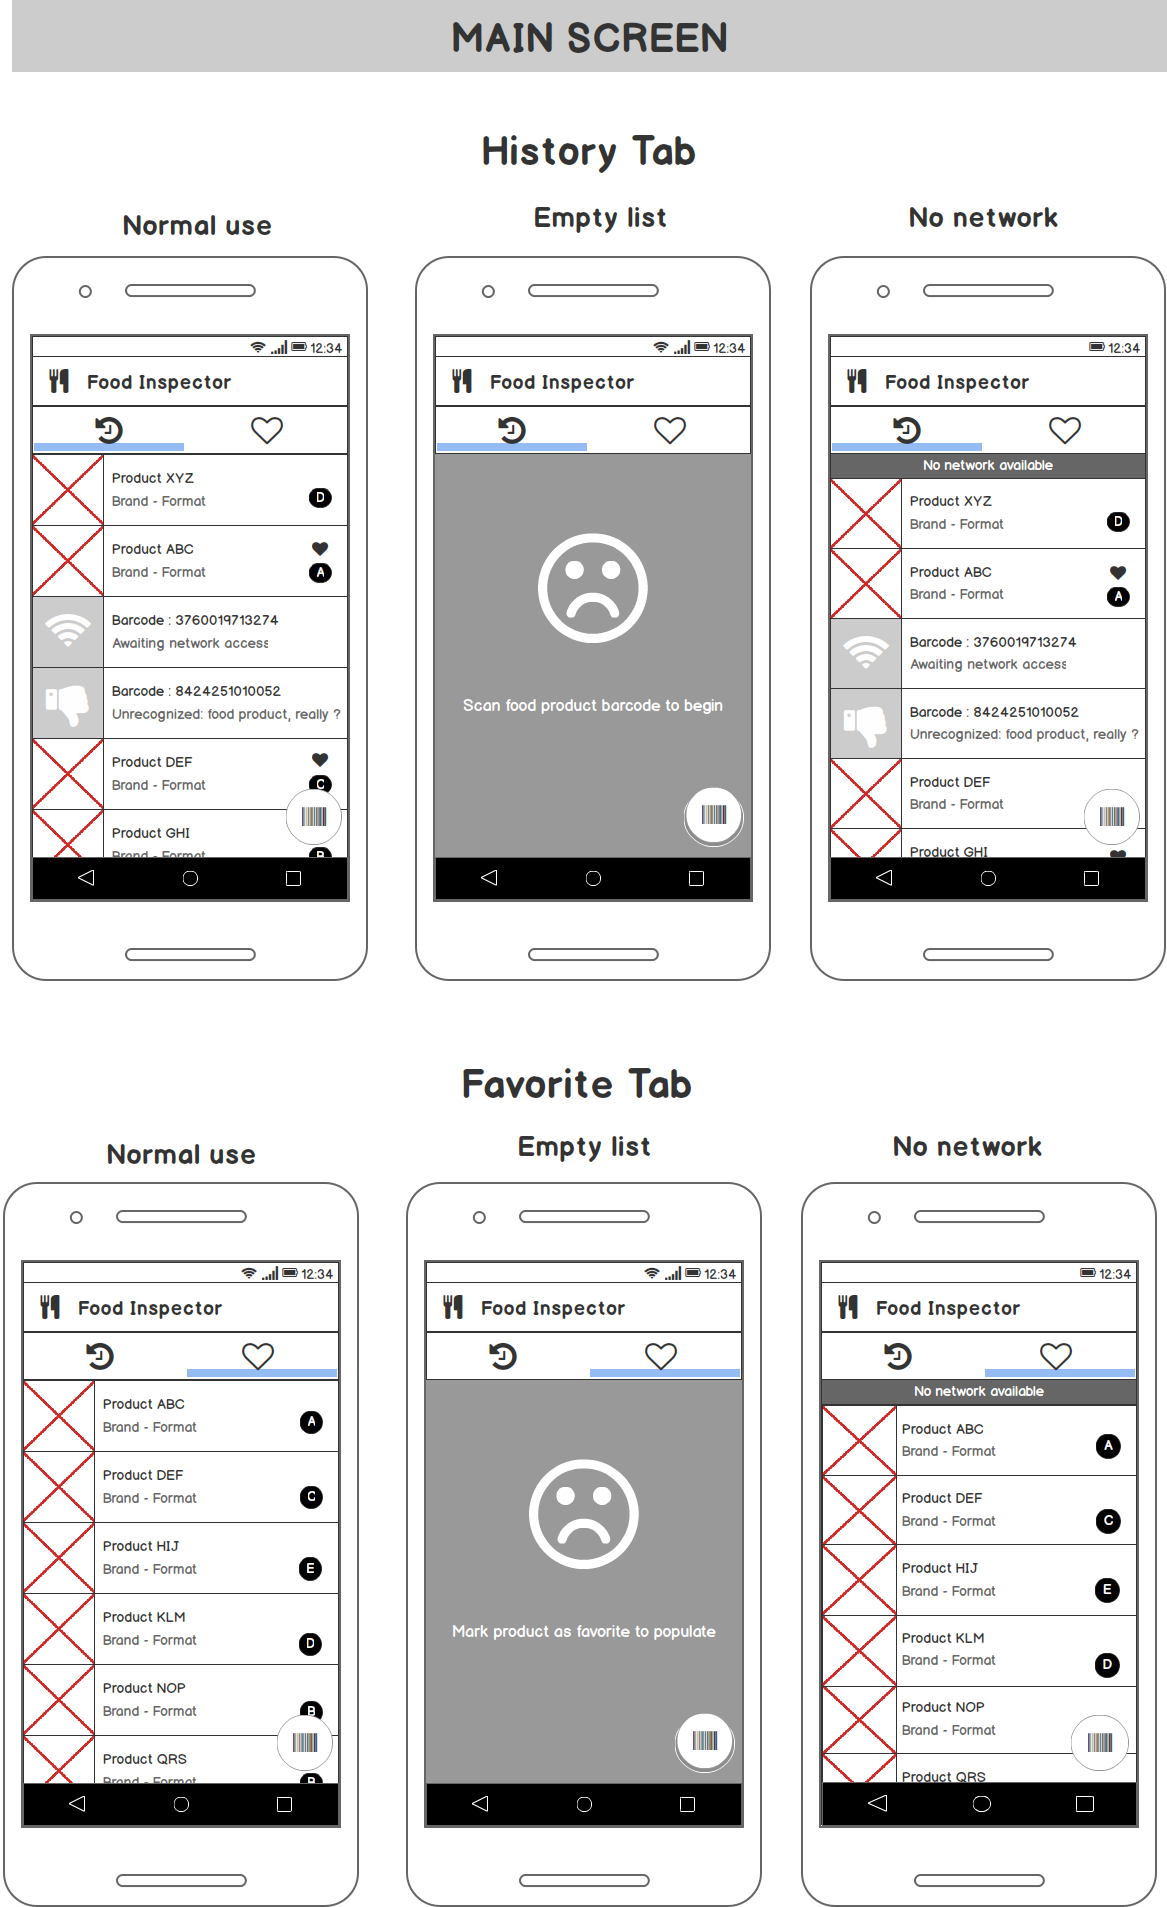 MAIN SCREEN
History Tab
Normal use
Empty list
No network
12:34
Food Inspector
Product XYZ
Brand - Format
D
Product ABC
Brand - Format
A
Barcode : 3760019713274
Awaiting network access
Barcode : 8424251010052
Unrecognized: food product, really ?
Product DEF
Brand - Format
C
Product GHI
Brand - Format
B
12:34
Food Inspector
Scan food product barcode to begin
12:34
Food Inspector
No network available
Product XYZ
Brand - Format
D
Product ABC
Brand - Format
A
Barcode : 3760019713274
Awaiting network access
Barcode : 8424251010052
Unrecognized: food product, really ?
Product DEF
Brand - Format
Product GHI
Favorite Tab
Normal use
Empty list
No network
12:34
Food Inspector
Product ABC
Brand - Format
A
Product DEF
Brand - Format
C
Product HIJ
Brand - Format
E
Product KLM
Brand - Format
D
Product NOP
Brand - Format
B
Product QRS
Brand - Format
B
12:34
Food Inspector
Mark product as favorite to populate
12:34
Food Inspector
No network available
Product ABC
Brand - Format
A
Product DEF
Brand - Format
C
Product HIJ
Brand - Format
E
Product KLM
Brand - Format
D
Product NOP
Brand - Format
Product QRS